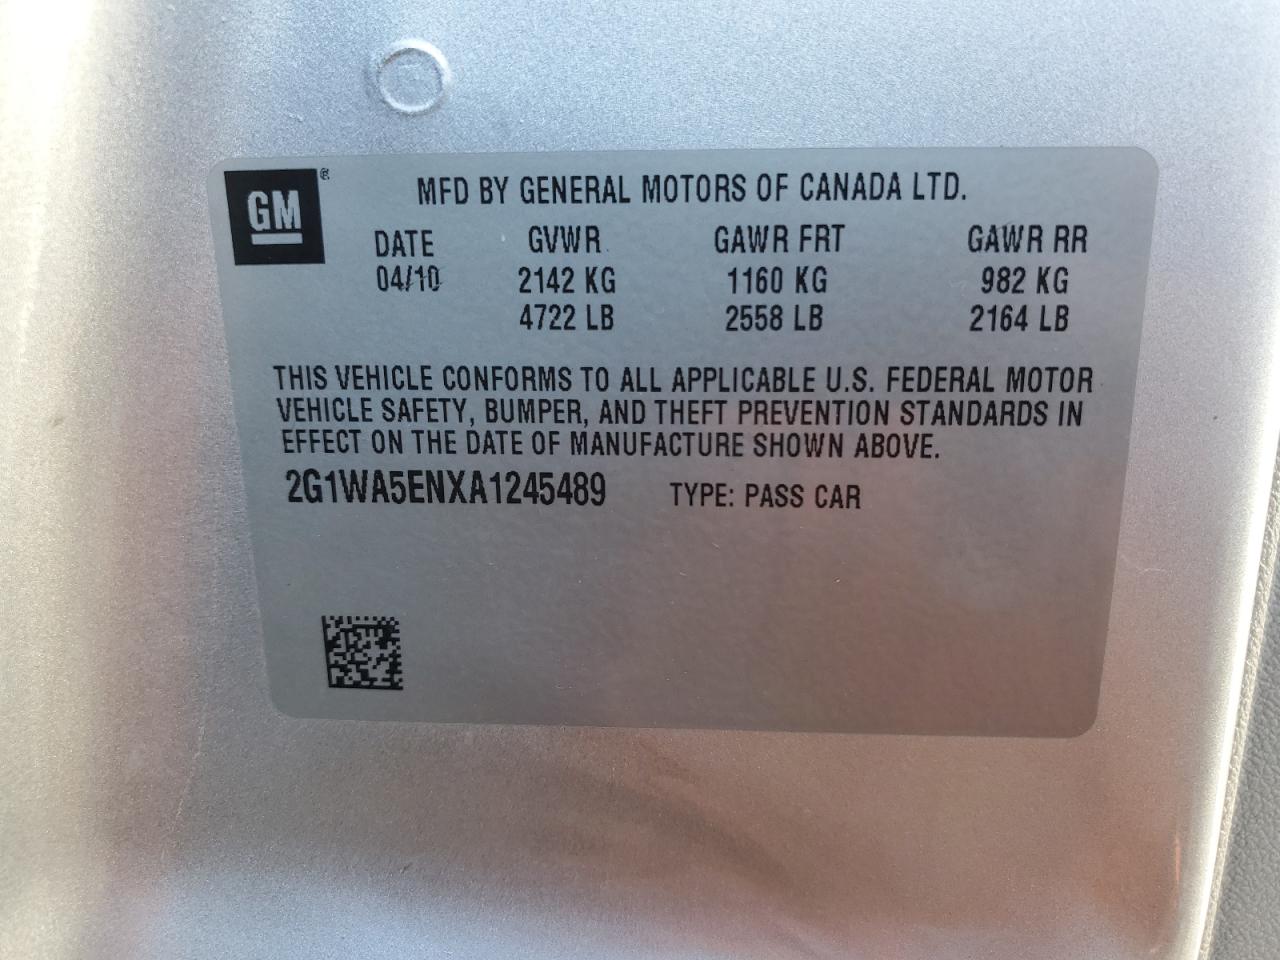 GM®
MFD BY GENERAL MOTORS OF CANADA LTD.
DATE GVWR GAWR FRT GAWR RR
04/10 2142 KG 1160 KG 982 KG
4722 LB 2558 LB 2164 LB
THIS VEHICLE CONFORMS TO ALL APPLICABLE U.S. FEDERAL MOTOR
VEHICLE SAFETY, BUMPER, AND THEFT PREVENTION STANDARDS IN
EFFECT ON THE DATE OF MANUFACTURE SHOWN ABOVE.
2G1WA5ENXA1245489 TYPE: PASS CAR